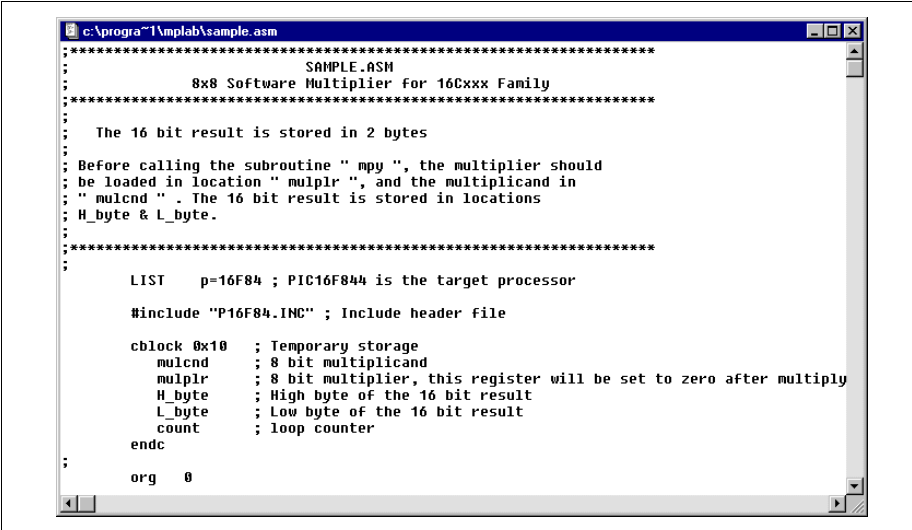 c:\progra~1\mplab\sample.asm
;*******************************************************************
;                           SAMPLE.ASM
;              8x8 Software Multiplier for 16Cxxx Family
;*******************************************************************
;
;   The 16 bit result is stored in 2 bytes
;
; Before calling the subroutine " mpy ", the multiplier should
; be loaded in location " mulplr ", and the multiplicand in
; " mulcnd " . The 16 bit result is stored in locations
; H_byte & L_byte.
;
;*******************************************************************
;
        LIST    p=16F84 ; PIC16F844 is the target processor

        #include "P16F84.INC" ; Include header file

        cblock 0x10   ; Temporary storage
           mulcnd     ; 8 bit multiplicand
           mulplr     ; 8 bit multiplier, this register will be set to zero after multiply
           H_byte     ; High byte of the 16 bit result
           L_byte     ; Low byte of the 16 bit result
           count      ; loop counter
        endc
;
        org   0